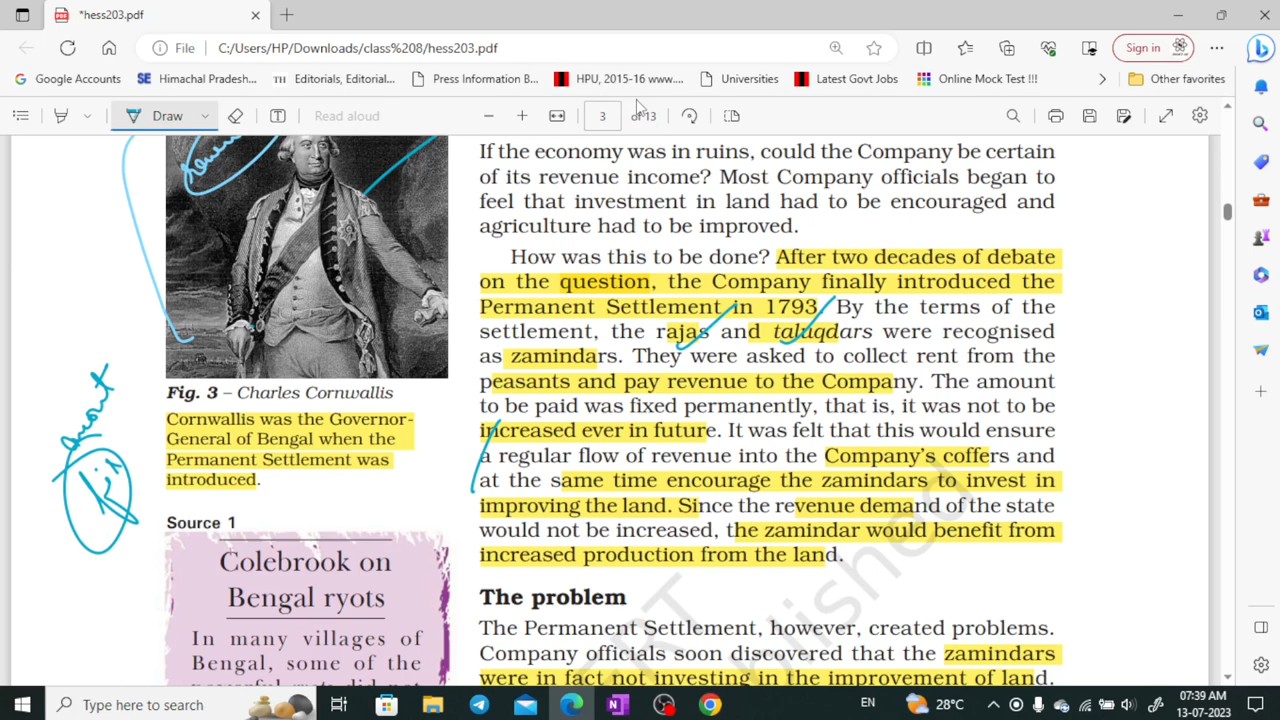 *hess203.pdf
File C:/Users/HP/Downloads/class%208/hess203.pdf
Sign in
Google Accounts
Himachal Pradesh...
Editorials, Editorial...
Press Information B...
HPU, 2015-16 www....
Universities
Latest Govt Jobs
Online Mock Test !!!
Other favorites
Draw
Read aloud
3 of 13
If the economy was in ruins, could the Company be certain
of its revenue income? Most Company officials began to
feel that investment in land had to be encouraged and
agriculture had to be improved.
How was this to be done? After two decades of debate
on the question, the Company finally introduced the
Permanent Settlement in 1793. By the terms of the
settlement, the rajas and taluqdars were recognised
as zamindars. They were asked to collect rent from the
peasants and pay revenue to the Company. The amount
to be paid was fixed permanently, that is, it was not to be
increased ever in future. It was felt that this would ensure
a regular flow of revenue into the Company's coffers and
at the same time encourage the zamindars to invest in
improving the land. Since the revenue demand of the state
would not be increased, the zamindar would benefit from
increased production from the land.
The problem
The Permanent Settlement, however, created problems.
Company officials soon discovered that the zamindars
were in fact not investing in the improvement of land.
Fig. 3 – Charles Cornwallis
Cornwallis was the Governor-
General of Bengal when the
Permanent Settlement was
introduced.
Amount
fix
Source 1
Colebrook on
Bengal ryots
In many villages of
Bengal, some of the
powerful ryots did not
Type here to search
28°C
EN
07:39 AM
13-07-2023